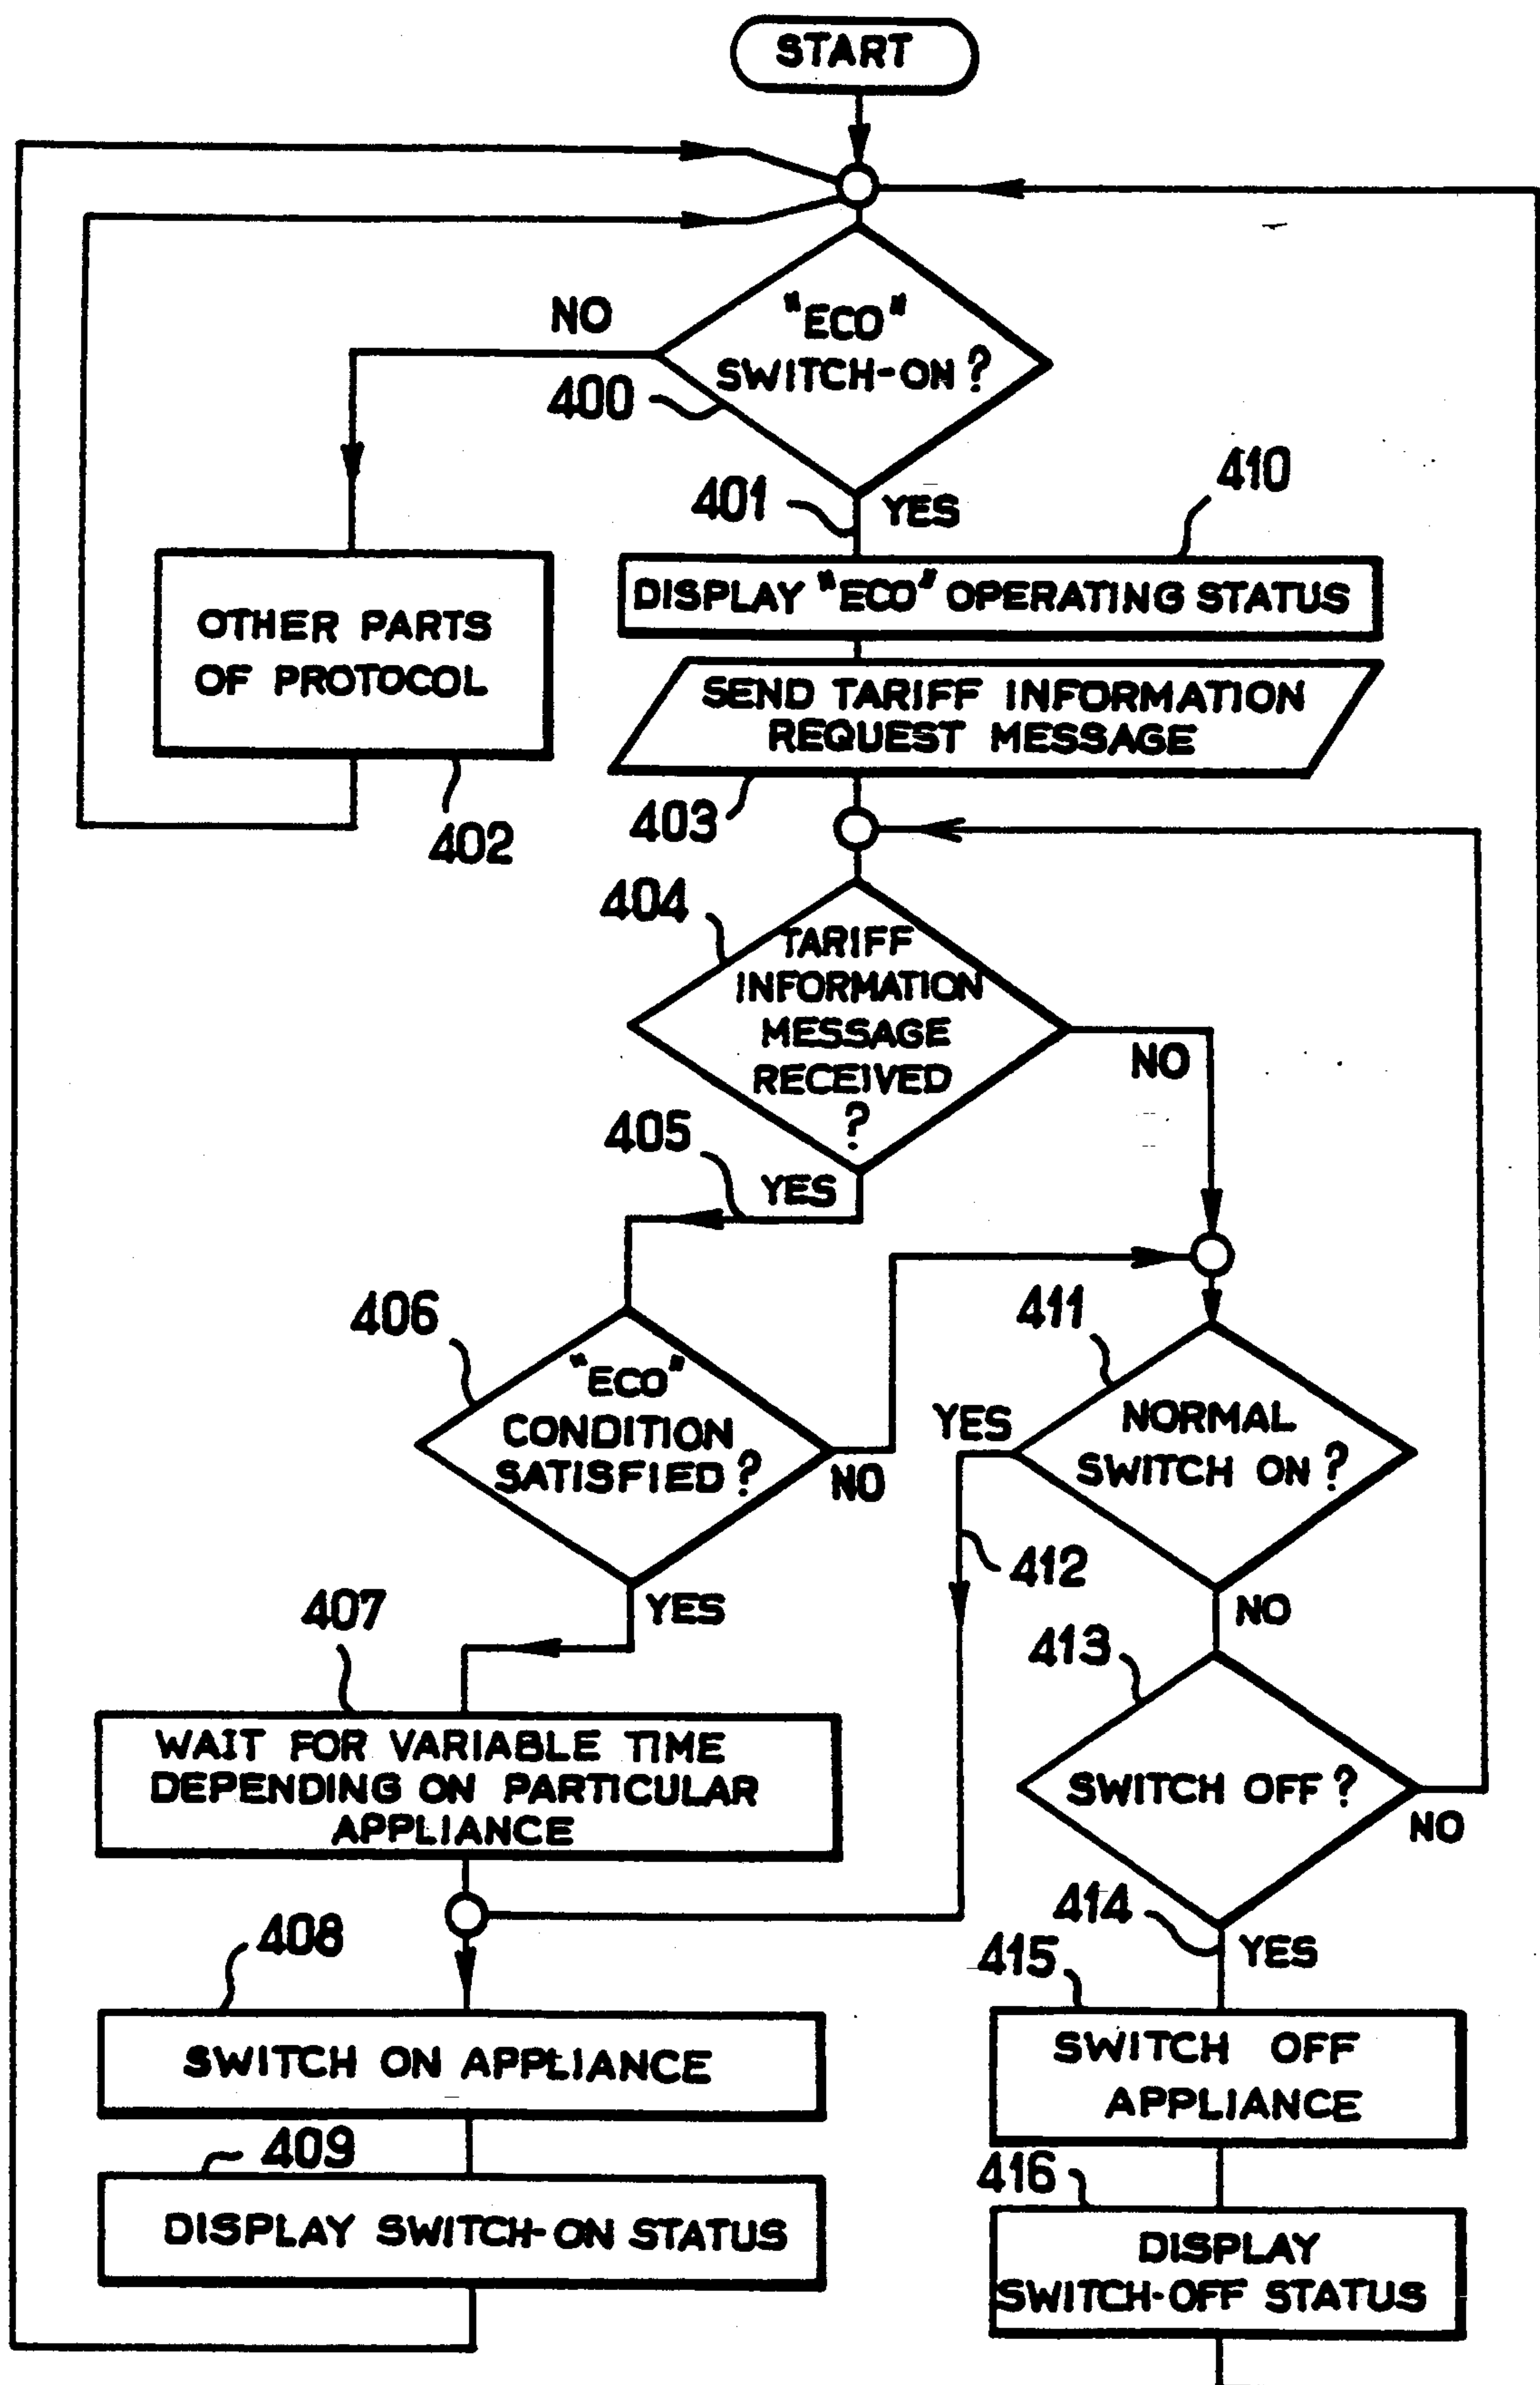 START
NO
"ECO"
SWITCH-ON ?
400
401
YES
410
DISPLAY "ECO" OPERATING STATUS
OTHER PARTS
OF PROTOCOL
402
SEND TARIFF INFORMATION
REQUEST MESSAGE
403
404
TARIFF
INFORMATION
MESSAGE
RECEIVED
?
NO
405
YES
406
"ECO"
CONDITION
SATISFIED ?
NO
411
YES
NORMAL
SWITCH ON ?
412
NO
407
YES
413
WAIT FOR VARIABLE TIME
DEPENDING ON PARTICULAR
APPLIANCE
SWITCH OFF ?
NO
414
YES
408
415
SWITCH ON APPLIANCE
SWITCH OFF
APPLIANCE
409
416
DISPLAY SWITCH-ON STATUS
DISPLAY
SWITCH-OFF STATUS